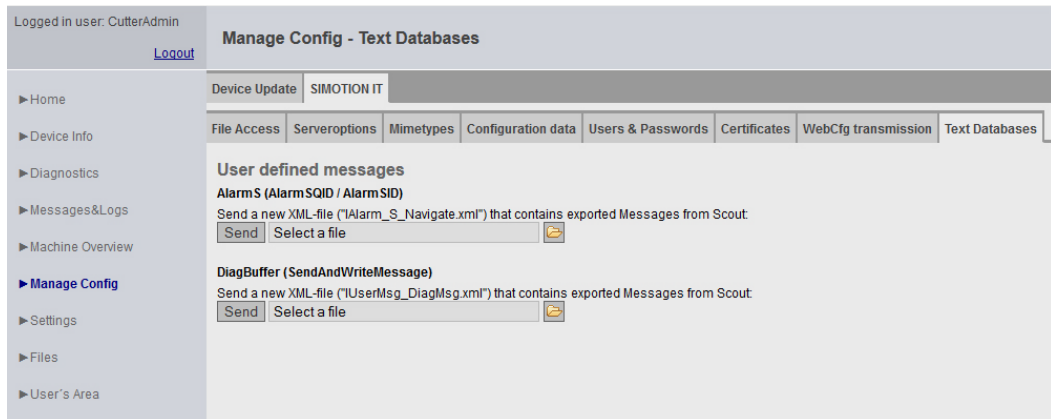 Logged in user: CutterAdmin
Logout
Manage Config - Text Databases
Device Update SIMOTION IT
File Access Serveroptions Mimetypes Configuration data Users & Passwords Certificates WebCfg transmission Text Databases
►Home
►Device Info
►Diagnostics
►Messages&Logs
►Machine Overview
►Manage Config
►Settings
►Files
►User's Area
User defined messages
AlarmS (AlarmSQID / AlarmSID)
Send a new XML-file ("IAlarm_S_Navigate.xml") that contains exported Messages from Scout:
Send Select a file
DiagBuffer (SendAndWriteMessage)
Send a new XML-file ("IUserMsg_DiagMsg.xml") that contains exported Messages from Scout:
Send Select a file